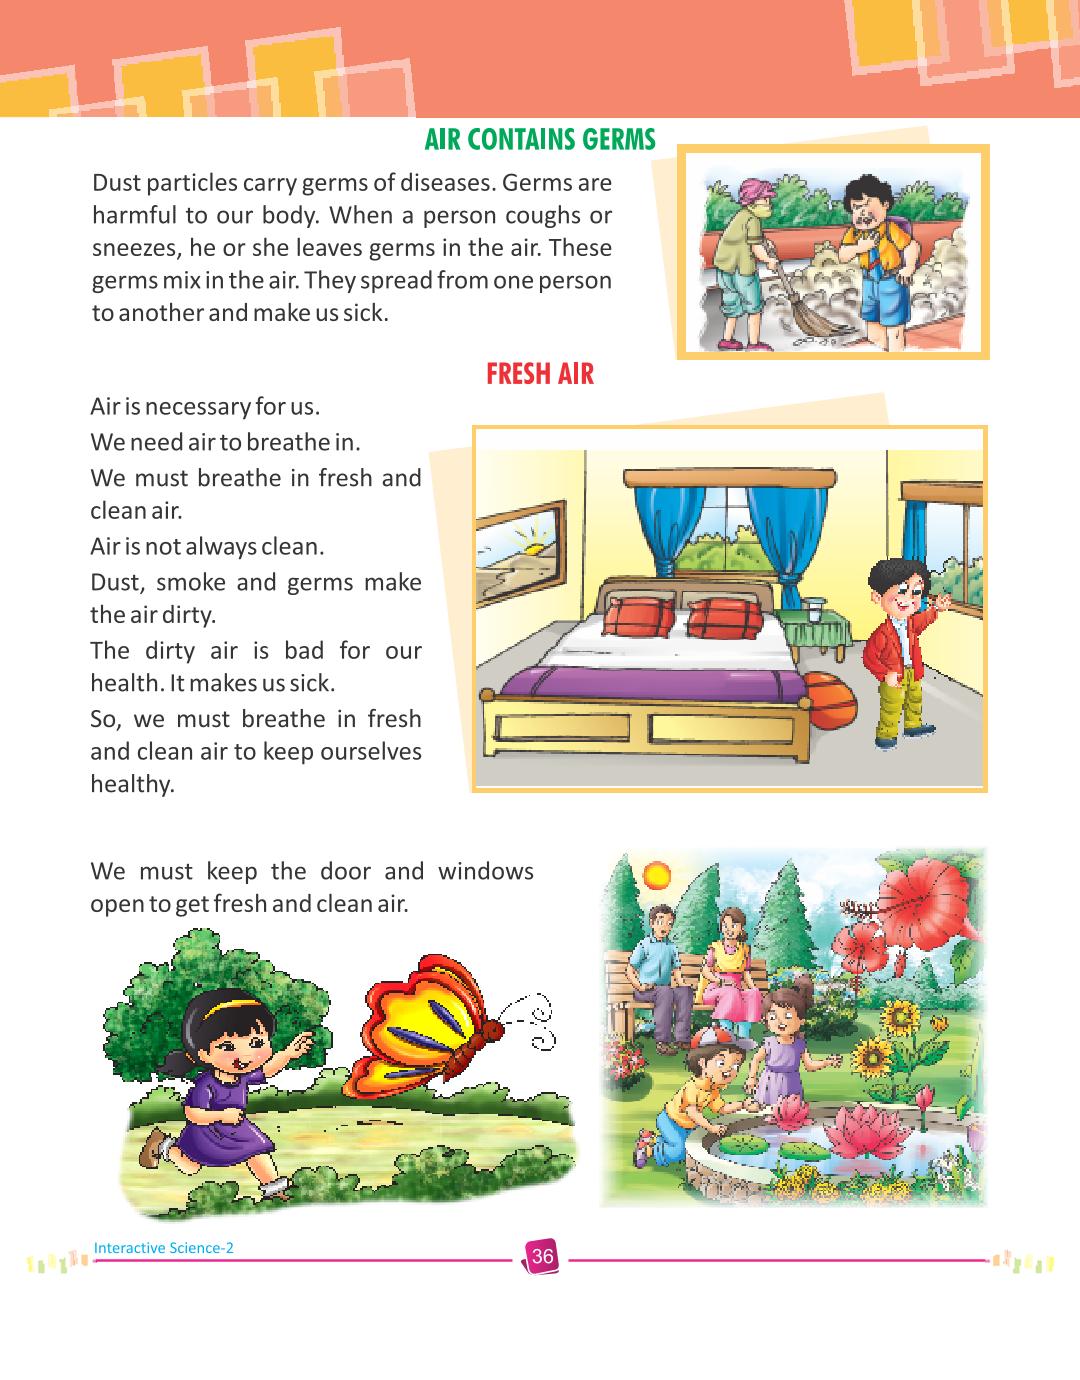 AIR CONTAINS GERMS
Dust particles carry germs of diseases. Germs are
harmful to our body. When a person coughs or
sneezes, he or she leaves germs in the air. These
germs mix in the air. They spread from one person
to another and make us sick.
FRESH AIR
Air is necessary for us.
We need air to breathe in.
We must breathe in fresh and
clean air.
Air is not always clean.
Dust, smoke and germs make
the air dirty.
The dirty air is bad for our
health. It makes us sick.
So, we must breathe in fresh
and clean air to keep ourselves
healthy.
We must keep the door and windows
open to get fresh and clean air.
Interactive Science-2
36